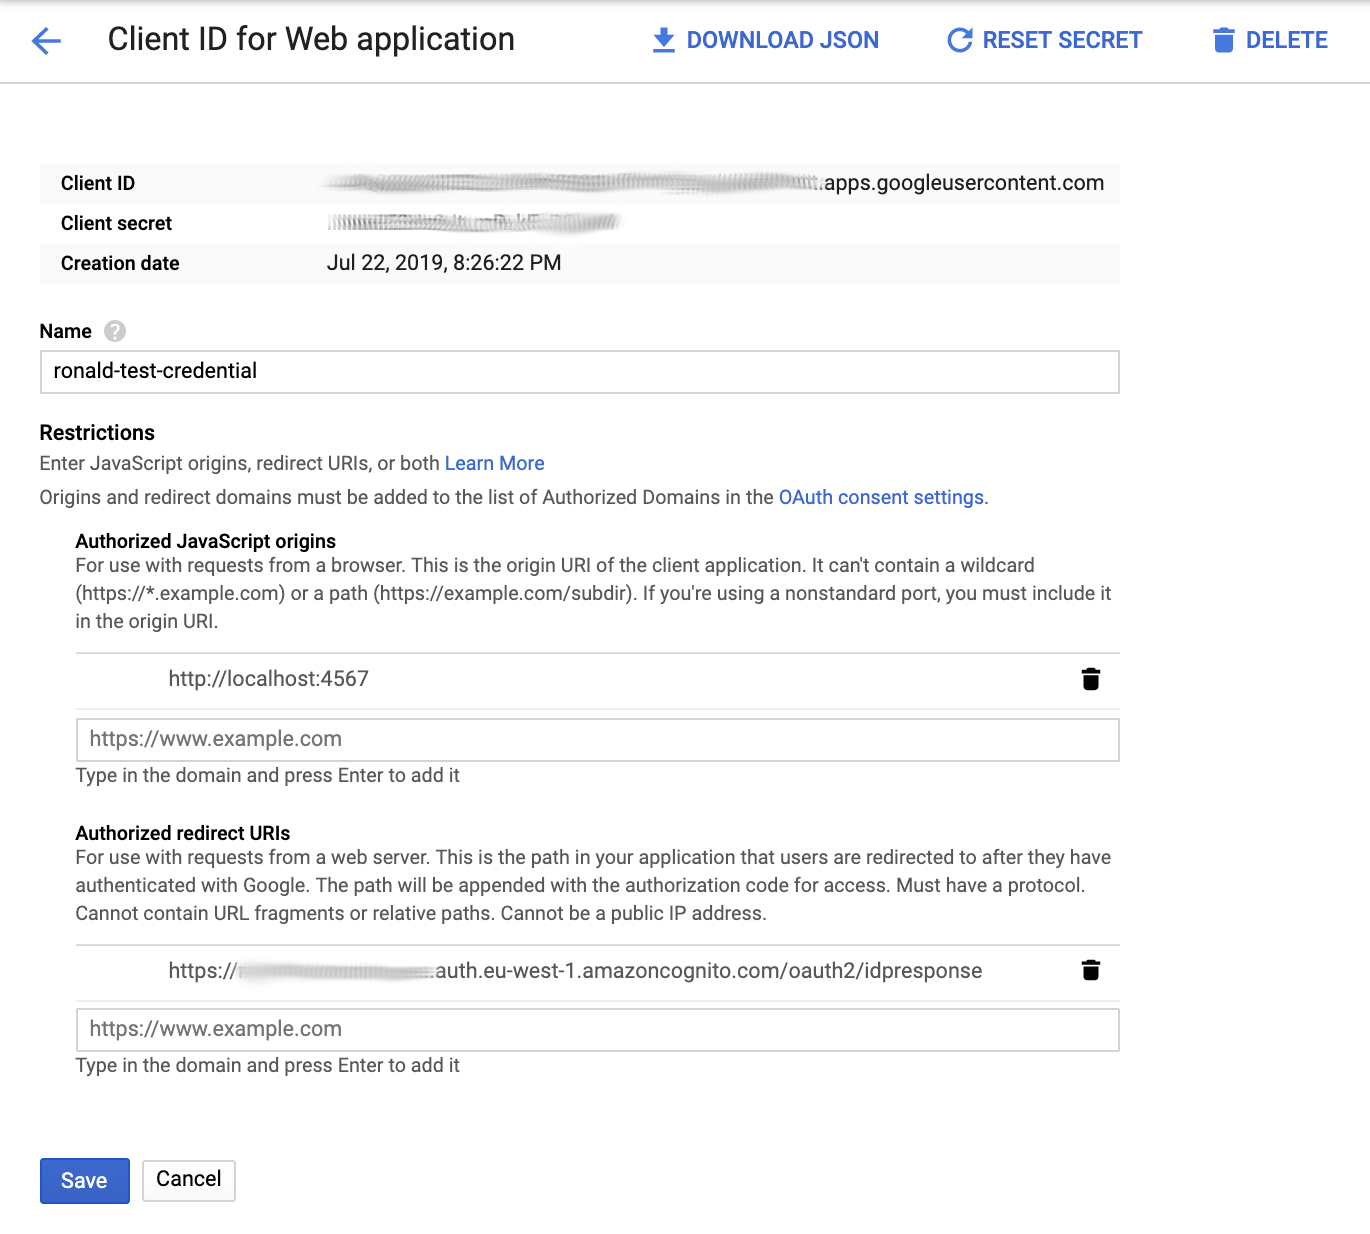 Client ID for Web application
DOWNLOAD JSON
RESET SECRET
DELETE
Client ID .apps.googleusercontent.com
Client secret
Creation date Jul 22, 2019, 8:26:22 PM
Name ?
ronald-test-credential
Restrictions
Enter JavaScript origins, redirect URIs, or both Learn More
Origins and redirect domains must be added to the list of Authorized Domains in the OAuth consent settings.
Authorized JavaScript origins
For use with requests from a browser. This is the origin URI of the client application. It can't contain a wildcard
(https://*.example.com) or a path (https://example.com/subdir). If you're using a nonstandard port, you must include it
in the origin URI.
http://localhost:4567
https://www.example.com
Type in the domain and press Enter to add it
Authorized redirect URIs
For use with requests from a web server. This is the path in your application that users are redirected to after they have
authenticated with Google. The path will be appended with the authorization code for access. Must have a protocol.
Cannot contain URL fragments or relative paths. Cannot be a public IP address.
https:// .auth.eu-west-1.amazoncognito.com/oauth2/idpresponse
https://www.example.com
Type in the domain and press Enter to add it
Save
Cancel